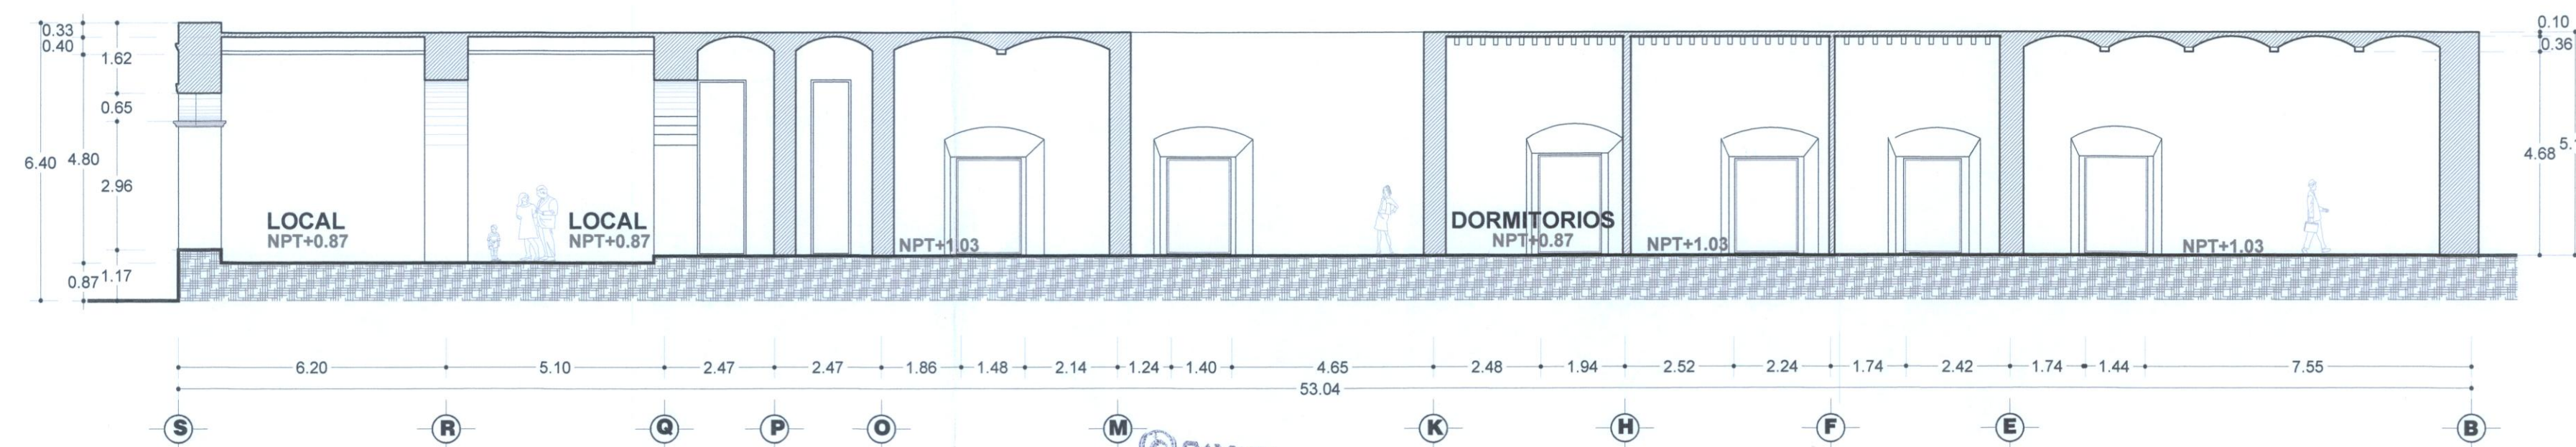 0.33
0.40
1.62
0.65
6.40
4.80
2.96
0.87
1.17
LOCAL
NPT+0.87
LOCAL
NPT+0.87
NPT+1.03
DORMITORIOS
NPT+0.87
NPT+1.03
NPT+1.03
0.10
0.36
4.68
6.20 5.10 2.47 2.47 1.86 1.48 2.14 1.24 1.40 4.65 2.48 1.94 2.52 2.24 1.74 2.42 1.74 1.44 7.55
53.04
S R Q P O M K H F E B